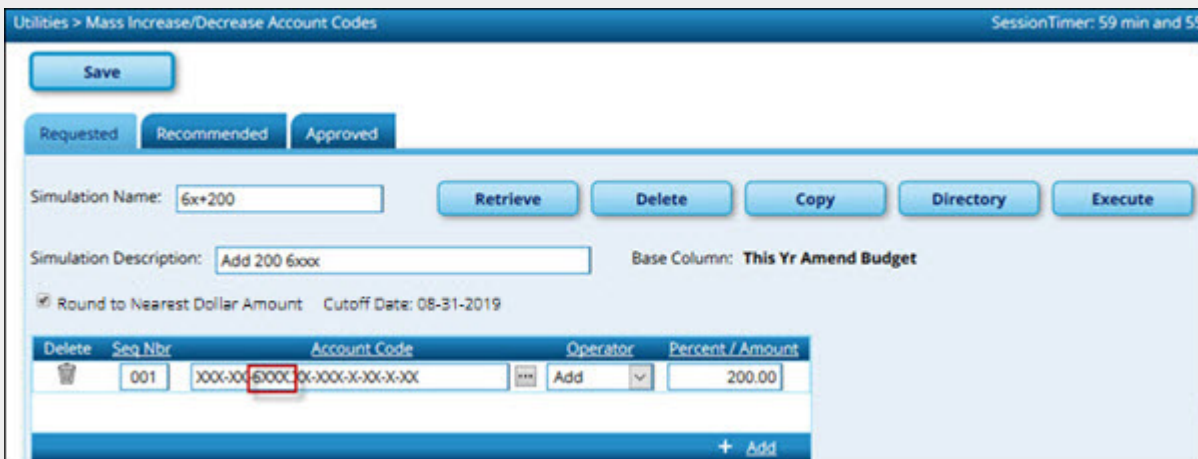 Utilities > Mass Increase/Decrease Account Codes SessionTimer: 59 min and 55
Save
Requested Recommended Approved
Simulation Name: 6x+200 Retrieve Delete Copy Directory Execute
Simulation Description: Add 200 6xxx Base Column: This Yr Amend Budget
Round to Nearest Dollar Amount Cutoff Date: 08-31-2019
Delete Seq Nbr Account Code Operator Percent / Amount
001 XXX-XX-6XXX.XX-XXX-X-XX-X-XX ... Add 200.00
+ Add